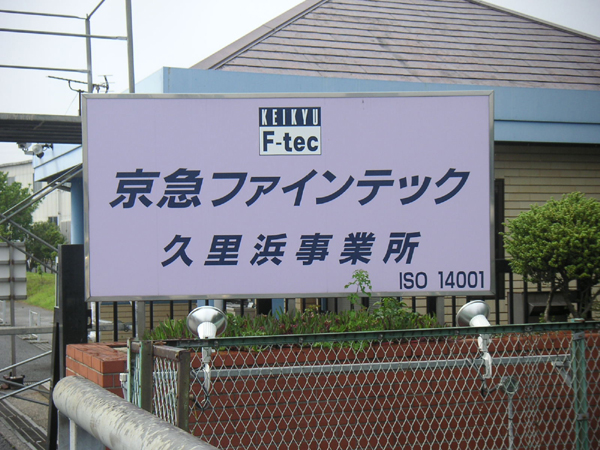 KEIKYU
F-tec
京急ファインテック
久里浜事業所
ISO 14001